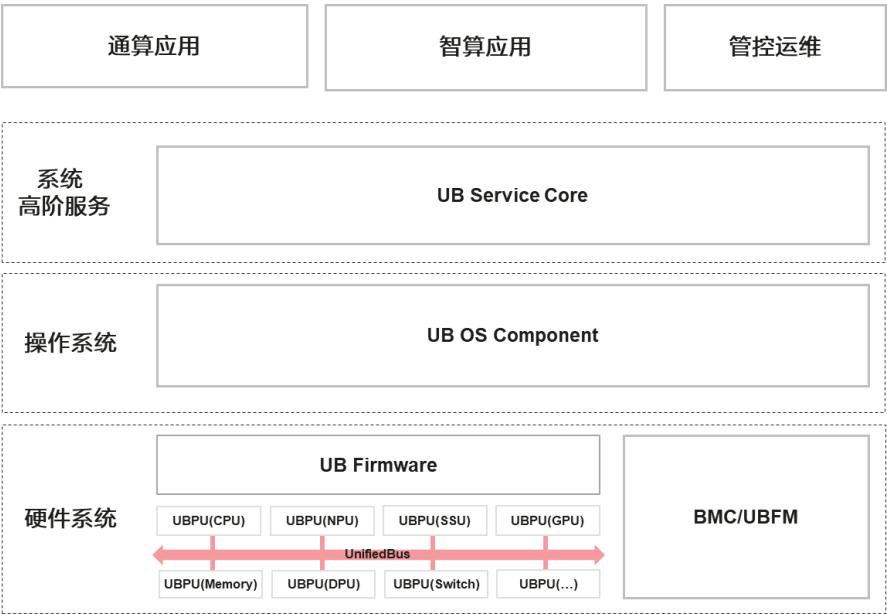 通算应用
智算应用
管控运维
系统
高阶服务
UB Service Core
操作系统
UB OS Component
硬件系统
UB Firmware
UBPU(CPU)
UBPU(NPU)
UBPU(SSU)
UBPU(GPU)
UnifiedBus
UBPU(Memory)
UBPU(DPU)
UBPU(Switch)
UBPU(...)
BMC/UBFM